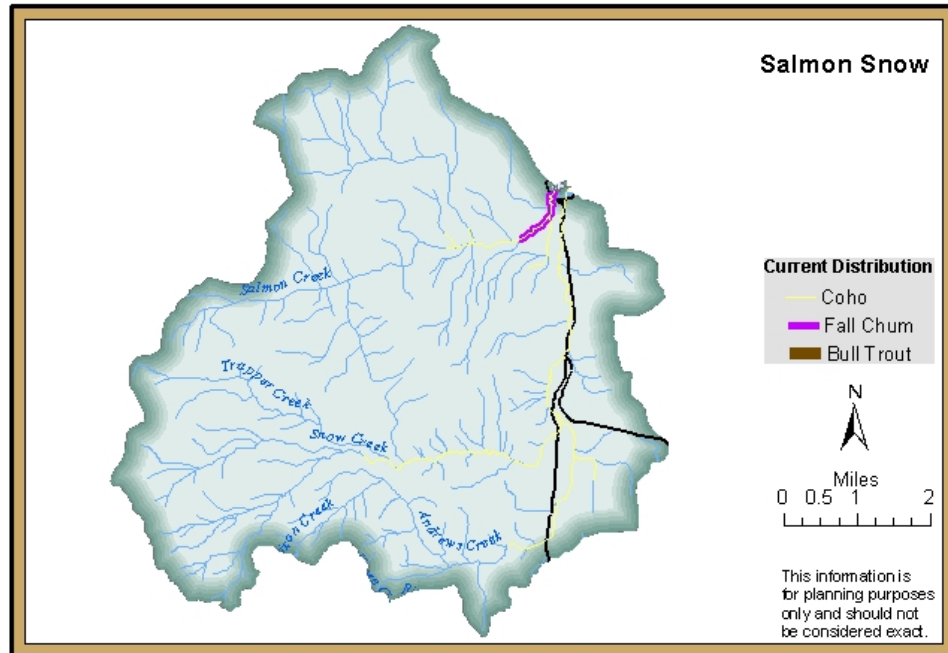 Salmon Snow
Salmon Creek
Trapper Creek
Snow Creek
Andrews Creek
Creek
Current Distribution
Coho
Fall Chum
Bull Trout
N
Miles
0 0.5 1 2
This information is
for planning purposes
only and should not
be considered exact.